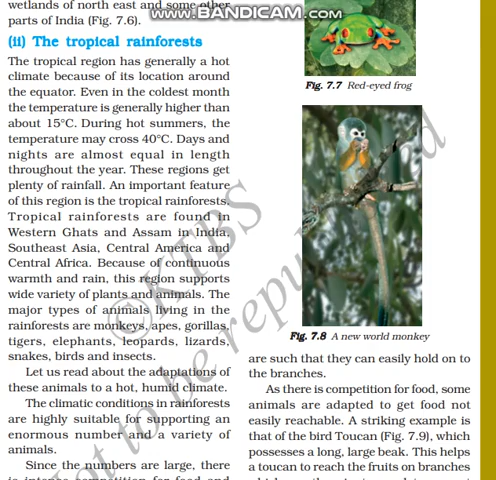 wetlands of north east and some other
parts of India (Fig. 7.6).
(ii) The tropical rainforests
The tropical region has generally a hot
climate because of its location around
the equator. Even in the coldest month
the temperature is generally higher than
about 15°C. During hot summers, the
temperature may cross 40°C. Days and
nights are almost equal in length
throughout the year. These regions get
plenty of rainfall. An important feature
of this region is the tropical rainforests.
Tropical rainforests are found in
Western Ghats and Assam in India,
Southeast Asia, Central America and
Central Africa. Because of continuous
warmth and rain, this region supports
wide variety of plants and animals. The
major types of animals living in the
rainforests are monkeys, apes, gorillas,
tigers, elephants, leopards, lizards,
snakes, birds and insects.
Let us read about the adaptations of
these animals to a hot, humid climate.
The climatic conditions in rainforests
are highly suitable for supporting an
enormous number and a variety of
animals.
Since the numbers are large, there
is intense competition for food and
www.BANDICAM.com
Fig. 7.7 Red-eyed frog
Fig. 7.8 A new world monkey
are such that they can easily hold on to
the branches.
As there is competition for food, some
animals are adapted to get food not
easily reachable. A striking example is
that of the bird Toucan (Fig. 7.9), which
possesses a long, large beak. This helps
a toucan to reach the fruits on branches
©KTBS
not to be republished